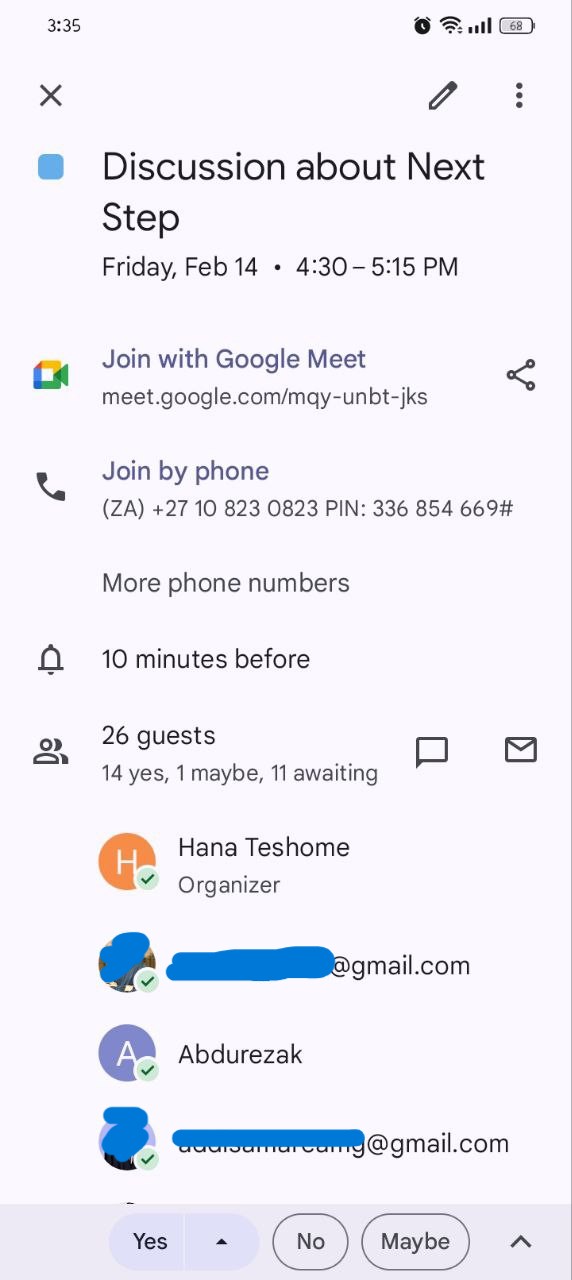 3:35
68
Discussion about Next
Step
Friday, Feb 14 • 4:30 – 5:15 PM
Join with Google Meet
meet.google.com/mqy-unbt-jks
Join by phone
(ZA) +27 10 823 0823 PIN: 336 854 669#
More phone numbers
10 minutes before
26 guests
14 yes, 1 maybe, 11 awaiting
H
Hana Teshome
Organizer
@gmail.com
A
Abdurezak
@gmail.com
Yes
No
Maybe